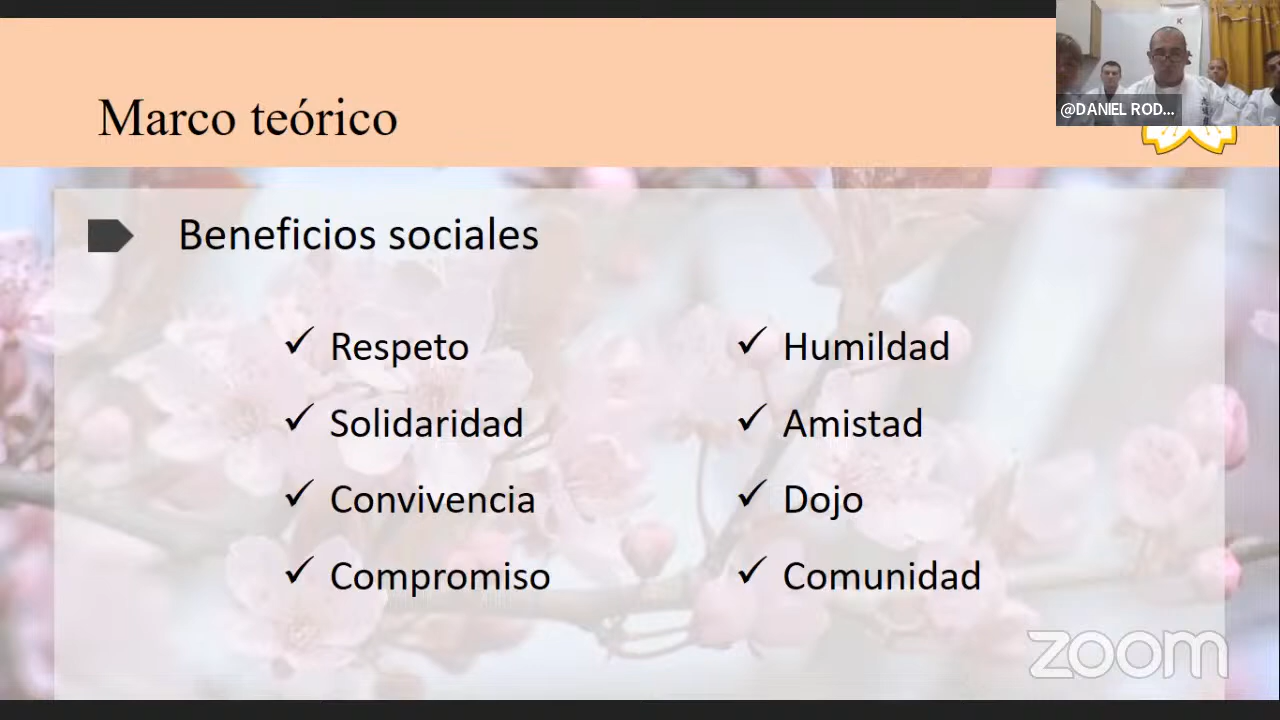 Marco teórico
@DANIEL ROD...
Beneficios sociales
✓ Respeto
✓ Solidaridad
✓ Convivencia
✓ Compromiso
✓ Humildad
✓ Amistad
✓ Dojo
✓ Comunidad
zoom